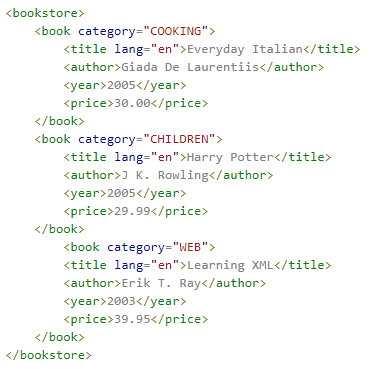 <bookstore>
    <book category="COOKING">
        <title lang="en">Everyday Italian</title>
        <author>Giada De Laurentiis</author>
        <year>2005</year>
        <price>30.00</price>
    </book>
    <book category="CHILDREN">
        <title lang="en">Harry Potter</title>
        <author>J K. Rowling</author>
        <year>2005</year>
        <price>29.99</price>
    </book>
        <book category="WEB">
        <title lang="en">Learning XML</title>
        <author>Erik T. Ray</author>
        <year>2003</year>
        <price>39.95</price>
    </book>
</bookstore>